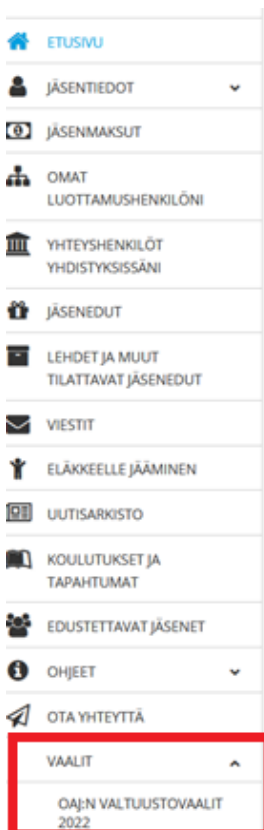 ETUSIVU
JÄSENTIEDOT
JÄSENMAKSUT
OMAT
LUOTTAMUSHENKILÖNI
YHTEYSHENKILÖT
YHDISTYKSISSÄNI
JÄSENEDUT
LEHDET JA MUUT
TILATTAVAT JÄSENEDUT
VIESTIT
ELÄKKEELLE JÄÄMINEN
UUTISARKISTO
KOULUTUKSET JA
TAPAHTUMAT
EDUSTETTAVAT JÄSENET
OHJEET
OTA YHTEYTTÄ
VAALIT
OAJ:N VALTUUSTOVAALIT
2022